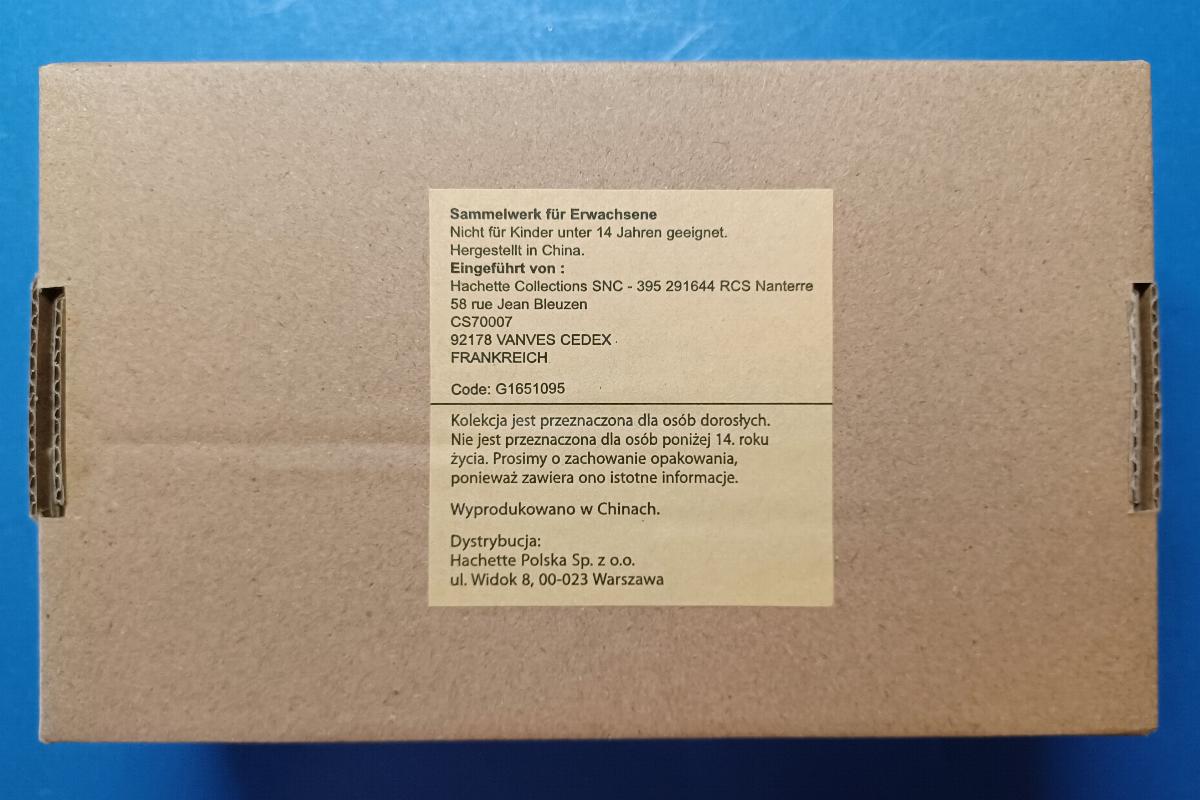 Sammelwerk für Erwachsene
Nicht für Kinder unter 14 Jahren geeignet.
Hergestellt in China.
Eingeführt von :
Hachette Collections SNC - 395 291644 RCS Nanterre
58 rue Jean Bleuzen
CS70007
92178 VANVES CEDEX
FRANKREICH
Code: G1651095
Kolekcja jest przeznaczona dla osób dorosłych.
Nie jest przeznaczona dla osób poniżej 14. roku
życia. Prosimy o zachowanie opakowania,
ponieważ zawiera ono istotne informacje.
Wyprodukowano w Chinach.
Dystrybucja:
Hachette Polska Sp. z o.o.
ul. Widok 8, 00-023 Warszawa